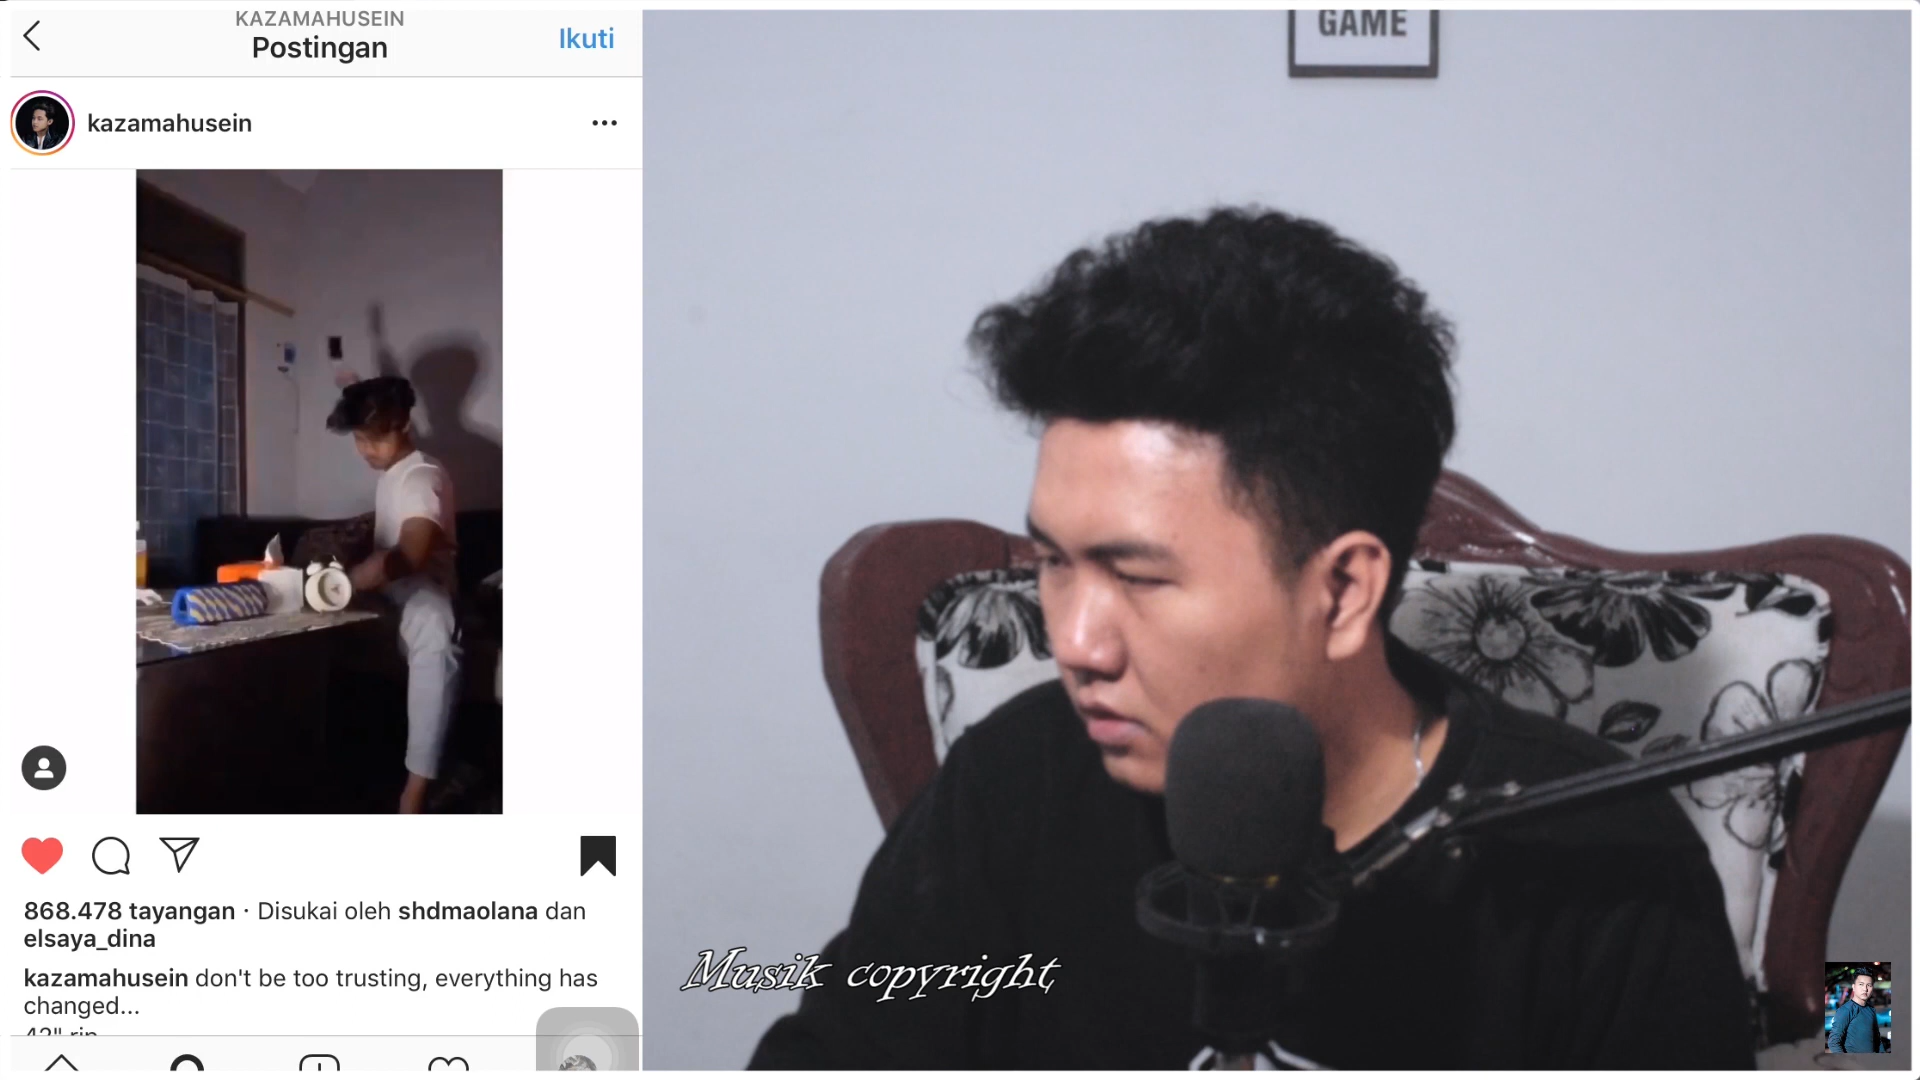 KAZAMAHUSEIN
Postingan
Ikuti
kazamahusein
868.478 tayangan · Disukai oleh shdmaolana dan
elsaya_dina
kazamahusein don't be too trusting, everything has
changed...
GAME
Musik copyright